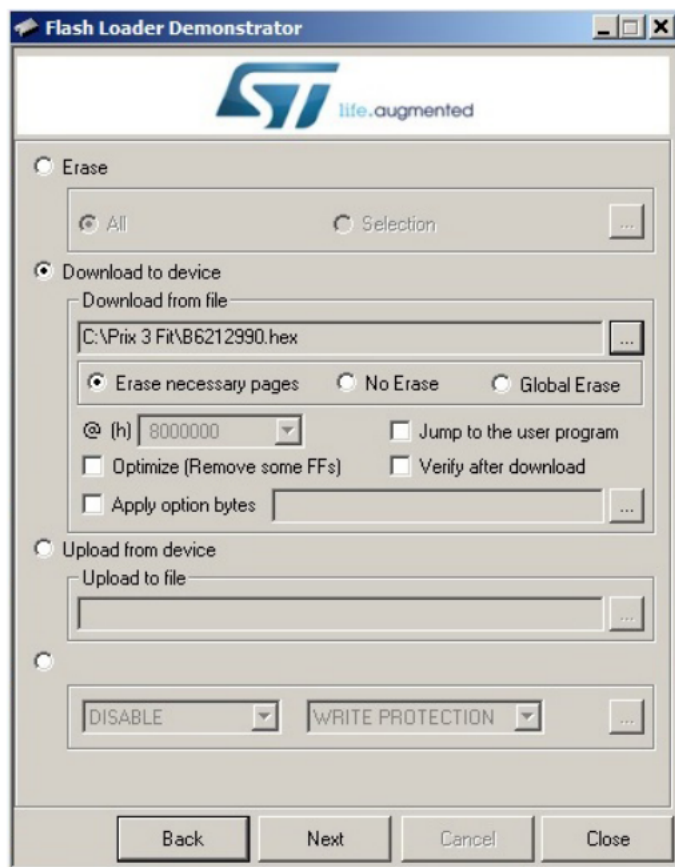 Flash Loader Demonstrator
ST life.augmented
Erase
All Selection ...
Download to device
Download from file
C:\Prix 3 Fit\B6212990.hex ...
Erase necessary pages No Erase Global Erase
@ (h) 8000000 Jump to the user program
Optimize (Remove some FFs) Verify after download
Apply option bytes ...
Upload from device
Upload to file
...
DISABLE WRITE PROTECTION ...
Back Next Cancel Close